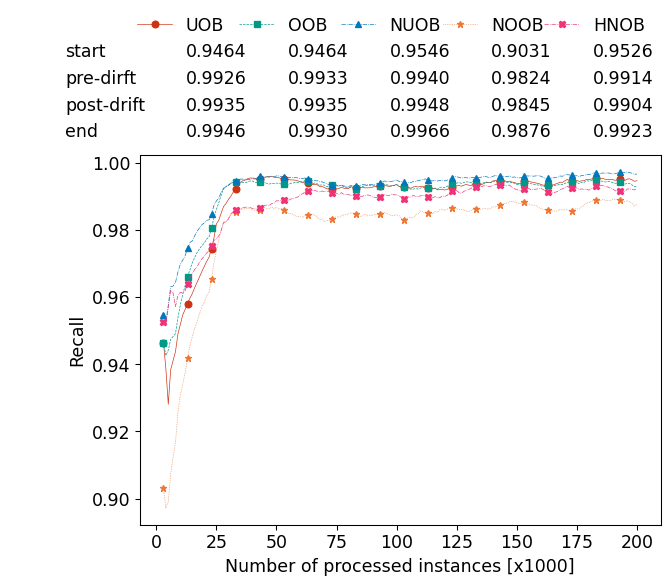 UOB OOB NUOB NOOB HNOB
start 0.9464 0.9464 0.9546 0.9031 0.9526
pre-dirft 0.9926 0.9933 0.9940 0.9824 0.9914
post-drift 0.9935 0.9935 0.9948 0.9845 0.9904
end 0.9946 0.9930 0.9966 0.9876 0.9923
1.00
0.98
0.96
0.94
0.92
0.90
Recall
0 25 50 75 100 125 150 175 200
Number of processed instances [x1000]